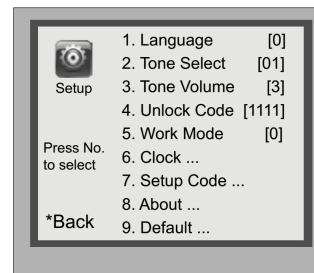 1. Language [0]
2. Tone Select [01]
Setup
3. Tone Volume [3]
4. Unlock Code [1111]
5. Work Mode [0]
Press No.
to select
6. Clock ...
7. Setup Code ...
8. About ...
*Back
9. Default ...